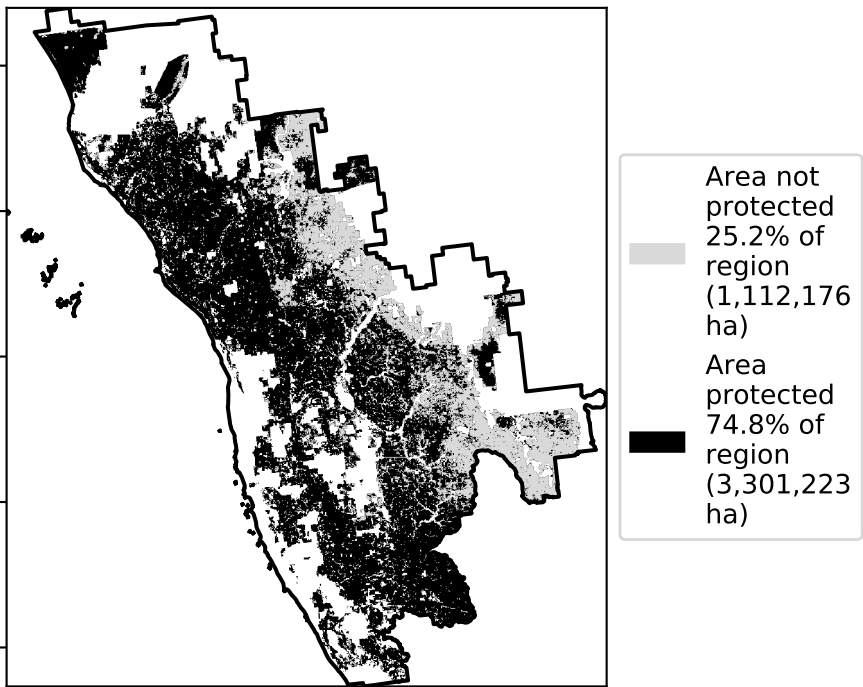 Area not
protected
25.2% of
region
(1,112,176
ha)
Area
protected
74.8% of
region
(3,301,223
ha)